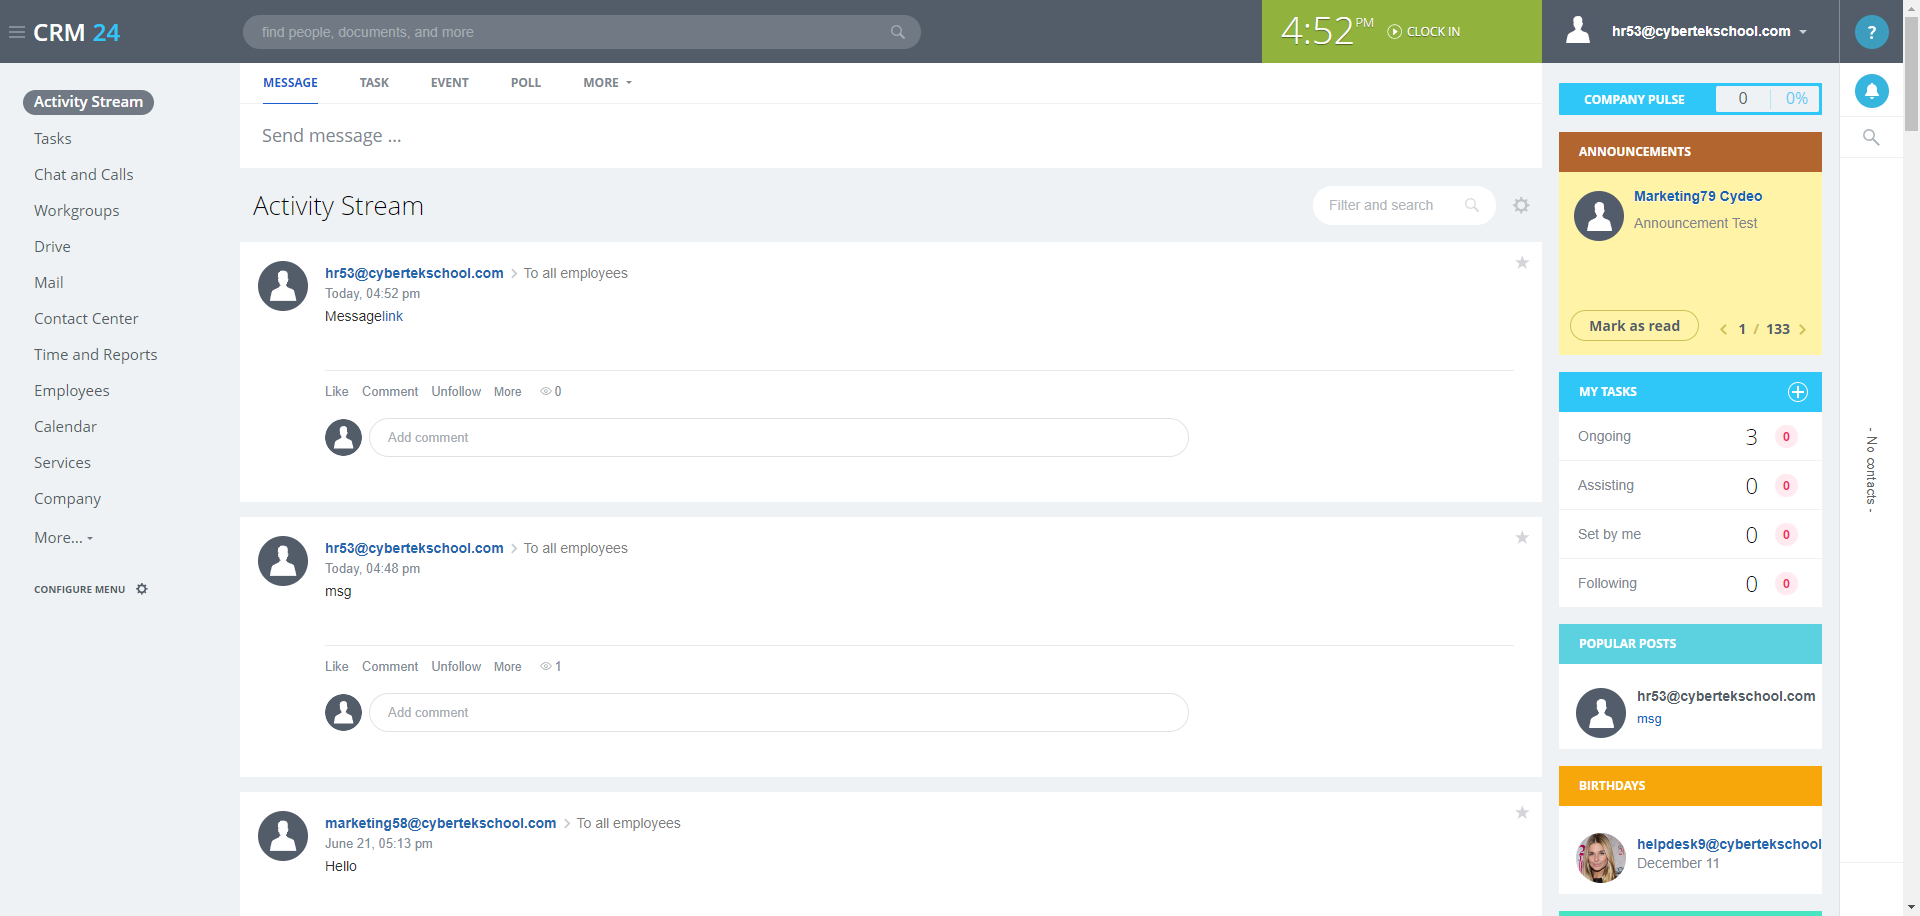 CRM 24
find people, documents, and more
4:52 PM
CLOCK IN
hr53@cybertekschool.com
?
Activity Stream
Tasks
Chat and Calls
Workgroups
Drive
Mail
Contact Center
Time and Reports
Employees
Calendar
Services
Company
More...
CONFIGURE MENU
MESSAGE TASK EVENT POLL MORE
Send message ...
Activity Stream
Filter and search
hr53@cybertekschool.com To all employees
Today, 04:52 pm
Messagelink
Like Comment Unfollow More 0
Add comment
hr53@cybertekschool.com To all employees
Today, 04:48 pm
msg
Like Comment Unfollow More 1
Add comment
marketing58@cybertekschool.com To all employees
June 21, 05:13 pm
Hello
COMPANY PULSE 0 0%
ANNOUNCEMENTS
Marketing79 Cydeo
Announcement Test
Mark as read 1 / 133
MY TASKS
Ongoing 3 0
Assisting 0 0
Set by me 0 0
Following 0 0
POPULAR POSTS
hr53@cybertekschool.com
msg
BIRTHDAYS
helpdesk9@cybertekschool
December 11
- No contacts -